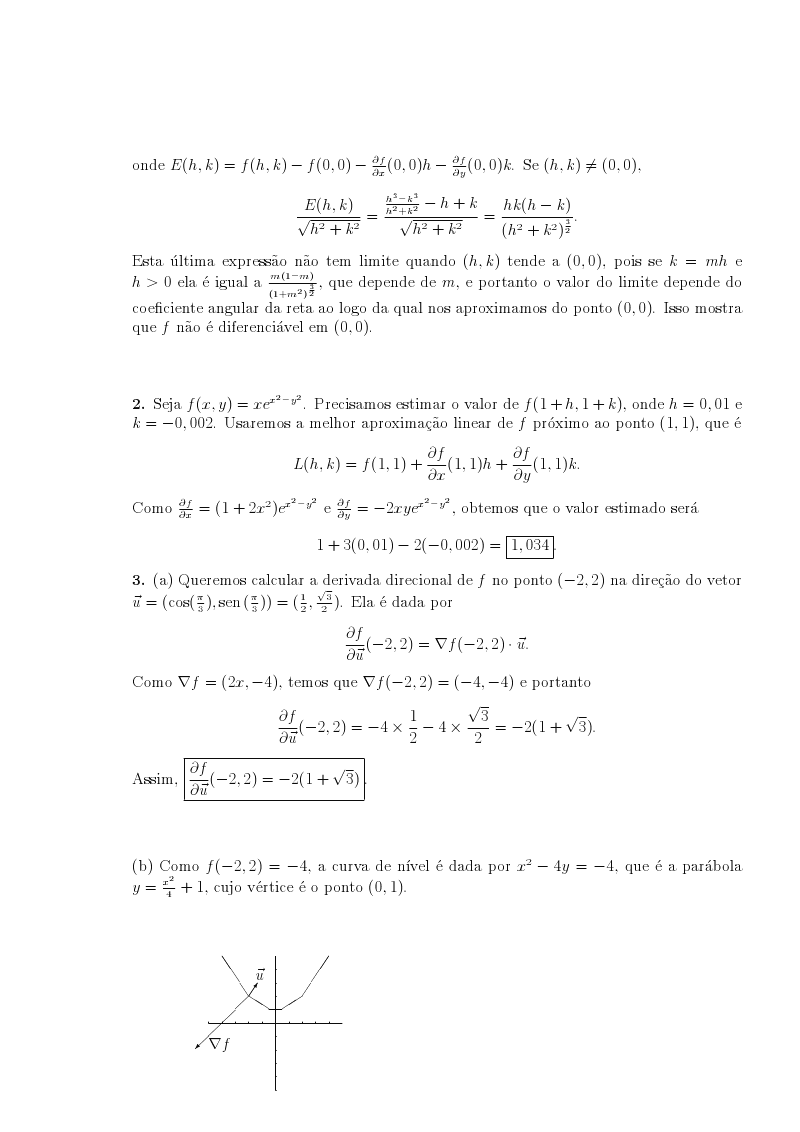 onde E(h, k) = f(h, k) − f(0, 0) − ∂f/∂x(0, 0)h − ∂f/∂y(0, 0)k. Se (h, k) ≠ (0, 0),
E(h, k)/√(h² + k²) = ((h³−k³)/(h²+k²) − h + k)/√(h² + k²) = hk(h − k)/(h² + k²)^(3/2).
Esta última expressão não tem limite quando (h, k) tende a (0, 0), pois se k = mh e
h > 0 ela é igual a m(1−m)/(1+m²)^(3/2), que depende de m, e portanto o valor do limite depende do
coeficiente angular da reta ao logo da qual nos aproximamos do ponto (0, 0). Isso mostra
que f não é diferenciável em (0, 0).
2. Seja f(x, y) = xe^(x²−y²). Precisamos estimar o valor de f(1 + h, 1 + k), onde h = 0, 01 e
k = −0, 002. Usaremos a melhor aproximação linear de f próximo ao ponto (1, 1), que é
L(h, k) = f(1, 1) + ∂f/∂x(1, 1)h + ∂f/∂y(1, 1)k.
Como ∂f/∂x = (1 + 2x²)e^(x²−y²) e ∂f/∂y = −2xye^(x²−y²), obtemos que o valor estimado será
1 + 3(0, 01) − 2(−0, 002) = 1, 034.
3. (a) Queremos calcular a derivada direcional de f no ponto (−2, 2) na direção do vetor
u⃗ = (cos(π/3), sen (π/3)) = (1/2, √3/2). Ela é dada por
∂f/∂u⃗(−2, 2) = ∇f(−2, 2) · u⃗.
Como ∇f = (2x, −4), temos que ∇f(−2, 2) = (−4, −4) e portanto
∂f/∂u⃗(−2, 2) = −4 × 1/2 − 4 × √3/2 = −2(1 + √3).
Assim, ∂f/∂u⃗(−2, 2) = −2(1 + √3).
(b) Como f(−2, 2) = −4, a curva de nível é dada por x² − 4y = −4, que é a parábola
y = x²/4 + 1, cujo vértice é o ponto (0, 1).
u⃗
∇f